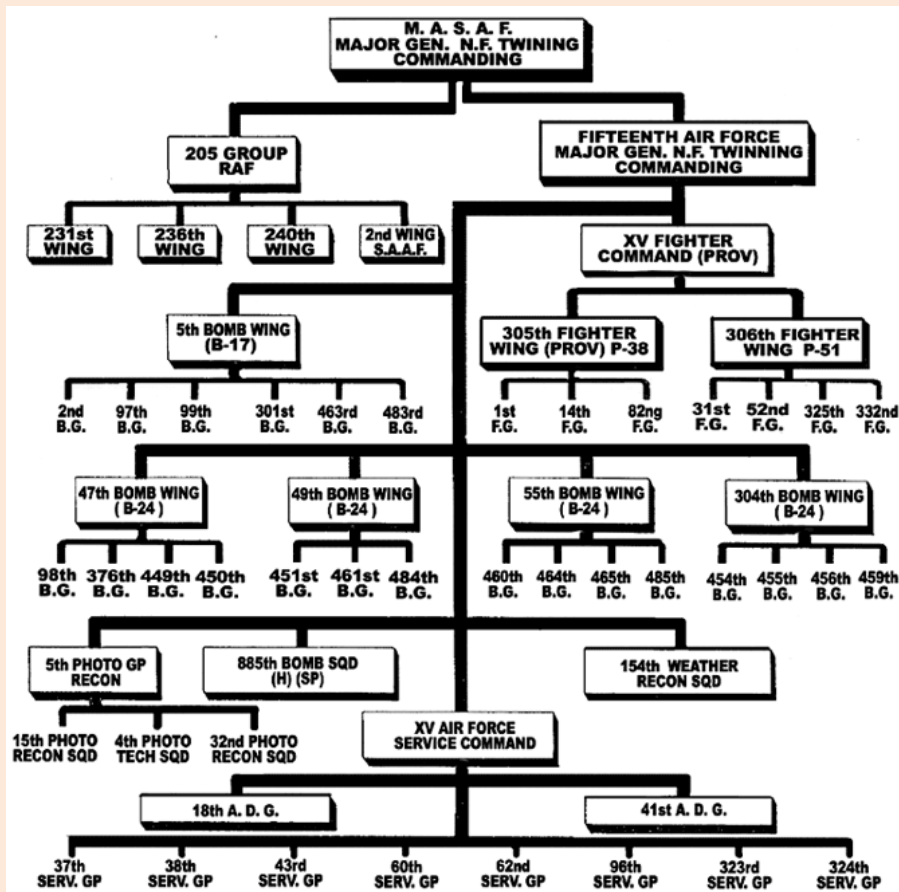 M. A. S. A. F.
MAJOR GEN. N.F. TWINING
COMMANDING
205 GROUP
RAF
FIFTEENTH AIR FORCE
MAJOR GEN. N.F. TWINNING
COMMANDING
231st
WING
236th
WING
240th
WING
2nd WING
S.A.A.F.
XV FIGHTER
COMMAND (PROV)
5th BOMB WING
(B-17)
305th FIGHTER
WING (PROV) P-38
306th FIGHTER
WING P-51
2nd
B.G.
97th
B.G.
99th
B.G.
301st
B.G.
463rd
B.G.
483rd
B.G.
1st
F.G.
14th
F.G.
82ng
F.G.
31st
F.G.
52nd
F.G.
325th
F.G.
332nd
F.G.
47th BOMB WING
( B-24 )
49th BOMB WING
( B-24 )
55th BOMB WING
( B-24 )
304th BOMB WING
( B-24 )
98th
B.G.
376th
B.G.
449th
B.G.
450th
B.G.
451st
B.G.
461st
B.G.
484th
B.G.
460th
B.G.
464th
B.G.
465th
B.G.
485th
B.G.
454th
B.G.
455th
B.G.
456th
B.G.
459th
B.G.
5th PHOTO GP
RECON
885th BOMB SQD
(H) (SP)
154th WEATHER
RECON SQD
15th PHOTO
RECON SQD
4th PHOTO
TECH SQD
32nd PHOTO
RECON SQD
XV AIR FORCE
SERVICE COMMAND
18th A. D. G.
41st A. D. G.
37th
SERV. GP
38th
SERV. GP
43rd
SERV. GP
60th
SERV. GP
62nd
SERV. GP
96th
SERV. GP
323rd
SERV. GP
324th
SERV. GP